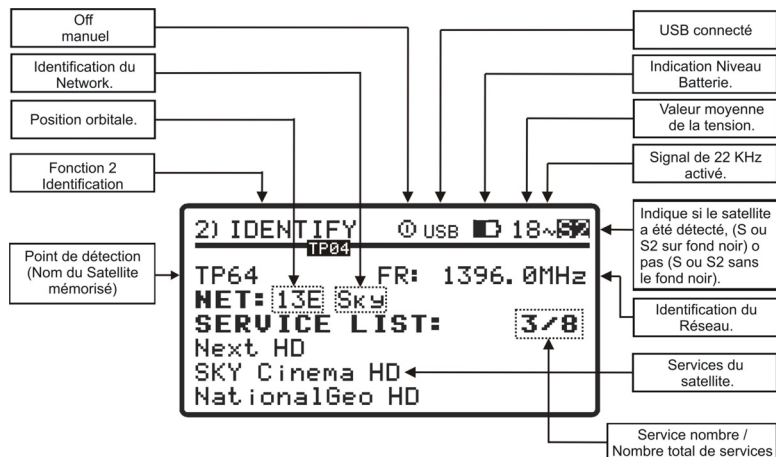 Off
manuel
Identification du
Network.
Position orbitale.
Fonction 2
Identification
Point de détection
(Nom du Satellite
mémorisé)
USB connecté
Indication Niveau
Batterie.
Valeur moyenne
de la tension.
Signal de 22 KHz
activé.
Indique si le satellite
a été détecté, (S ou
S2 sur fond noir) o
pas (S ou S2 sans
le fond noir).
Identification du
Réseau.
Services du
satellite.
Service nombre /
Nombre total de services
2) IDENTIFY USB 18~S2
TP04
TP64 FR: 1396.0MHz
NET: 13E Sky
SERVICE LIST: 3/8
Next HD
SKY Cinema HD
NationalGeo HD